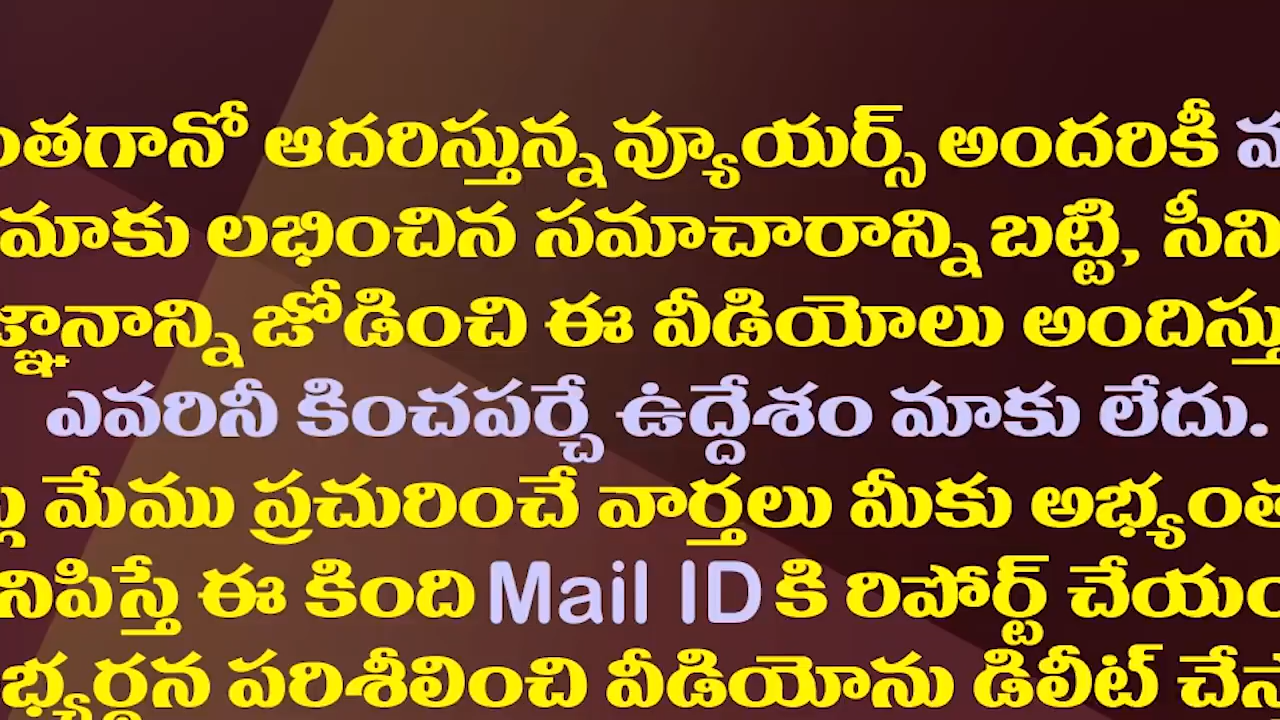 ంతగానో ఆదరిస్తున్న వ్యూయర్స్ అందరికీ
మాకు లభించిన సమాచారాన్ని బట్టి, సీని
జ్ఞానాన్ని జోడించి ఈ వీడియోలు అందిస్తు
ఎవరినీ కించపర్చే ఉద్దేశం మాకు లేదు.
మేము ప్రచురించే వార్తలు మీకు అభ్యంత
నిపిస్తే ఈ కింది Mail ID కి రిపోర్ట్ చేయం
భ్యర్థన పరిశీలించి వీడియోను డిలీట్ చేస